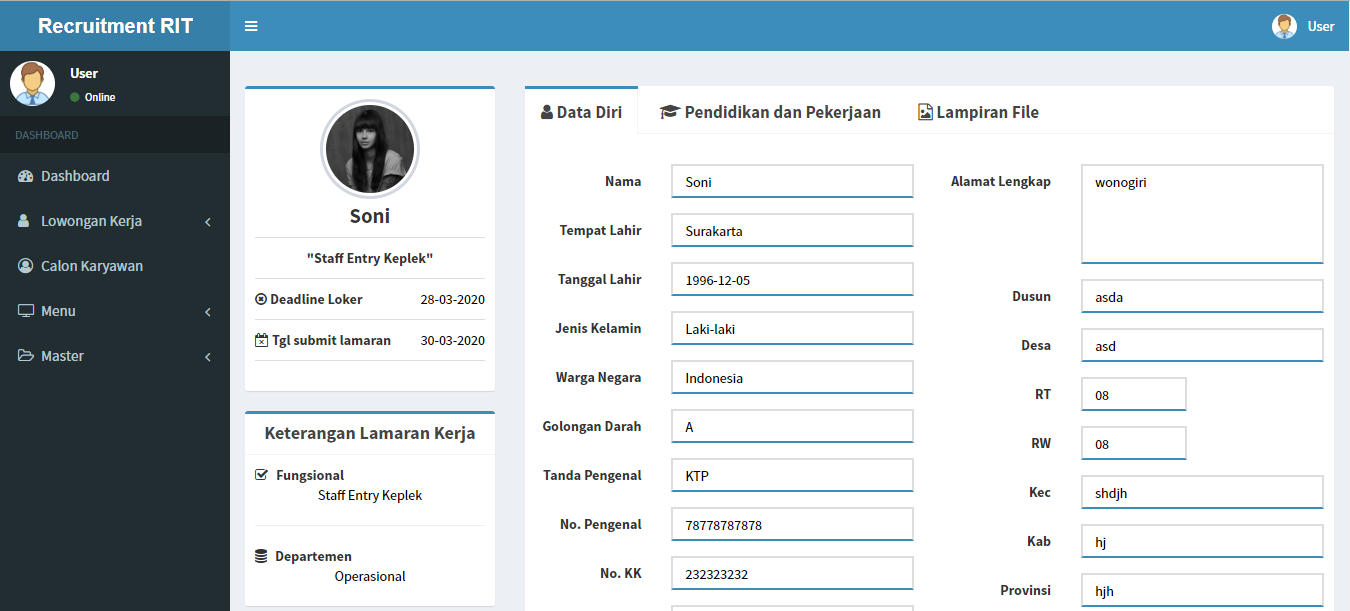 Recruitment RIT
User
User
Online
DASHBOARD
Dashboard
Lowongan Kerja
Calon Karyawan
Menu
Master
Soni
"Staff Entry Keplek"
Deadline Loker 28-03-2020
Tgl submit lamaran 30-03-2020
Keterangan Lamaran Kerja
Fungsional
Staff Entry Keplek
Departemen
Operasional
Data Diri Pendidikan dan Pekerjaan Lampiran File
Nama Soni
Tempat Lahir Surakarta
Tanggal Lahir 1996-12-05
Jenis Kelamin Laki-laki
Warga Negara Indonesia
Golongan Darah A
Tanda Pengenal KTP
No. Pengenal 78778787878
No. KK 232323232
Alamat Lengkap wonogiri
Dusun asda
Desa asd
RT 08
RW 08
Kec shdjh
Kab hj
Provinsi hjh